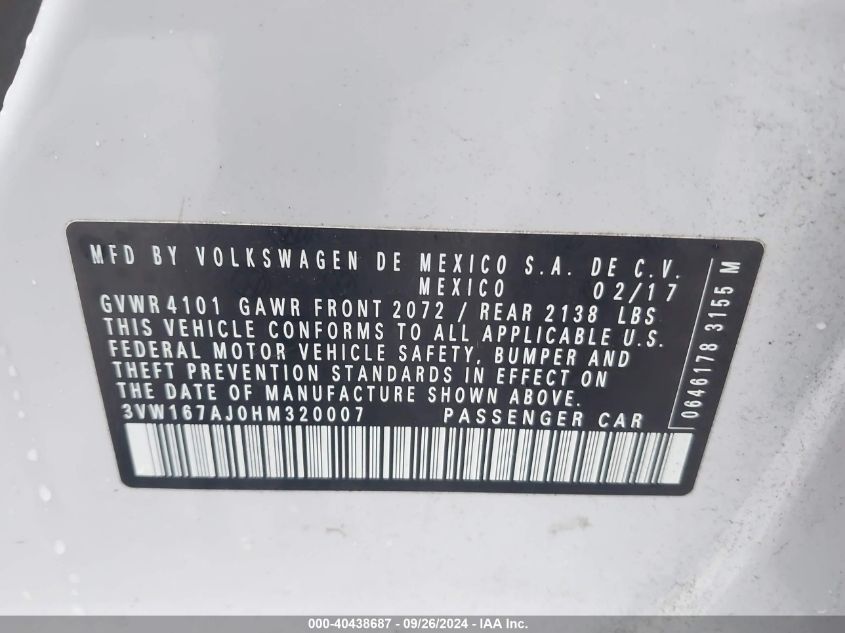 MFD BY VOLKSWAGEN DE MEXICO S.A. DE C.V.
MEXICO 02/17
GVWR 4101 GAWR FRONT 2072 / REAR 2138 LBS
THIS VEHICLE CONFORMS TO ALL APPLICABLE U.S.
FEDERAL MOTOR VEHICLE SAFETY, BUMPER AND
THEFT PREVENTION STANDARDS IN EFFECT ON
THE DATE OF MANUFACTURE SHOWN ABOVE.
3VW167AJ0HM320007 PASSENGER CAR
0646178 3155 M
000-40438687 - 09/26/2024 - IAA Inc.